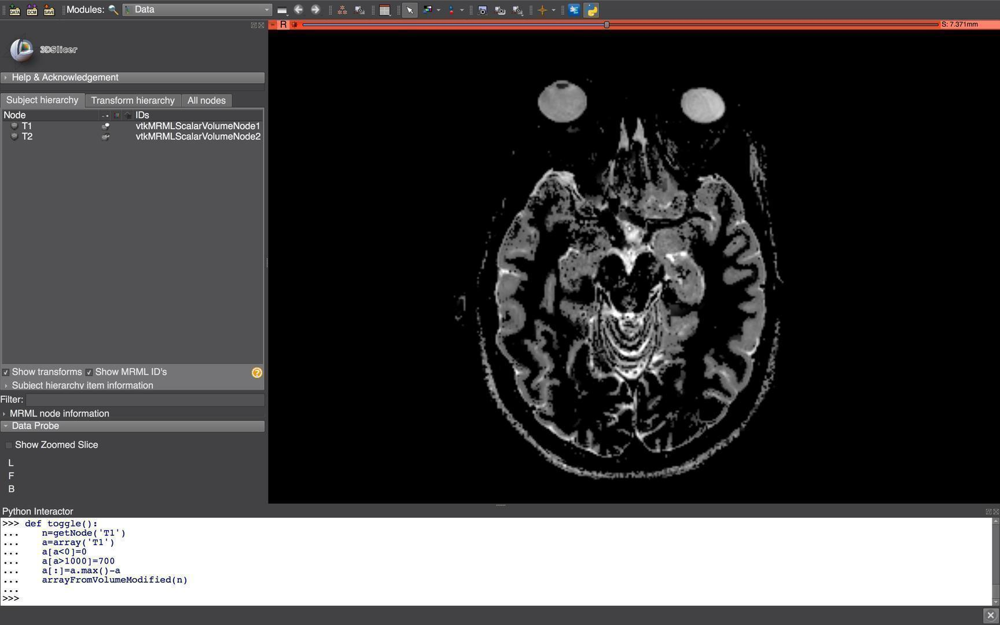 DATA DCM SAVE Modules: Data
R S: 7.371mm
3DSlicer
Help & Acknowledgement
Subject hierarchy Transform hierarchy All nodes
Node IDs
T1 vtkMRMLScalarVolumeNode1
T2 vtkMRMLScalarVolumeNode2
Show transforms Show MRML ID's
Subject hierarchy item information
Filter:
MRML node information
Data Probe
Show Zoomed Slice
L
F
B
Python Interactor
>>> def toggle():
... n=getNode('T1')
... a=array('T1')
... a[a<0]=0
... a[a>1000]=700
... a[:]=a.max()-a
... arrayFromVolumeModified(n)
...
>>>